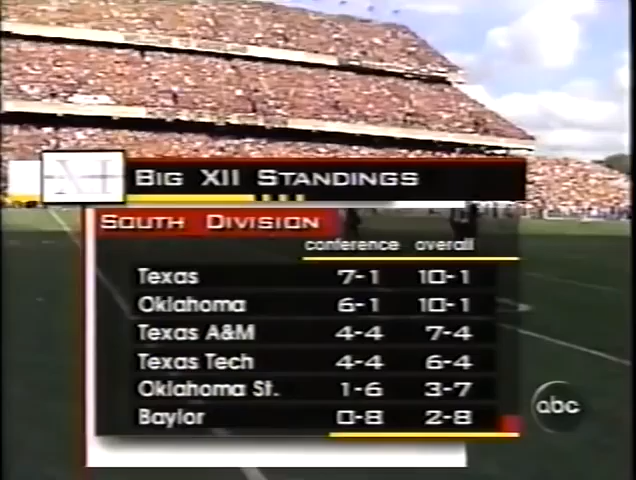 XII
Big XII Standings
South Division
conference overall
Texas 7-1 10-1
Oklahoma 6-1 10-1
Texas A&M 4-4 7-4
Texas Tech 4-4 6-4
Oklahoma St. 1-6 3-7
Baylor 0-8 2-8
abc